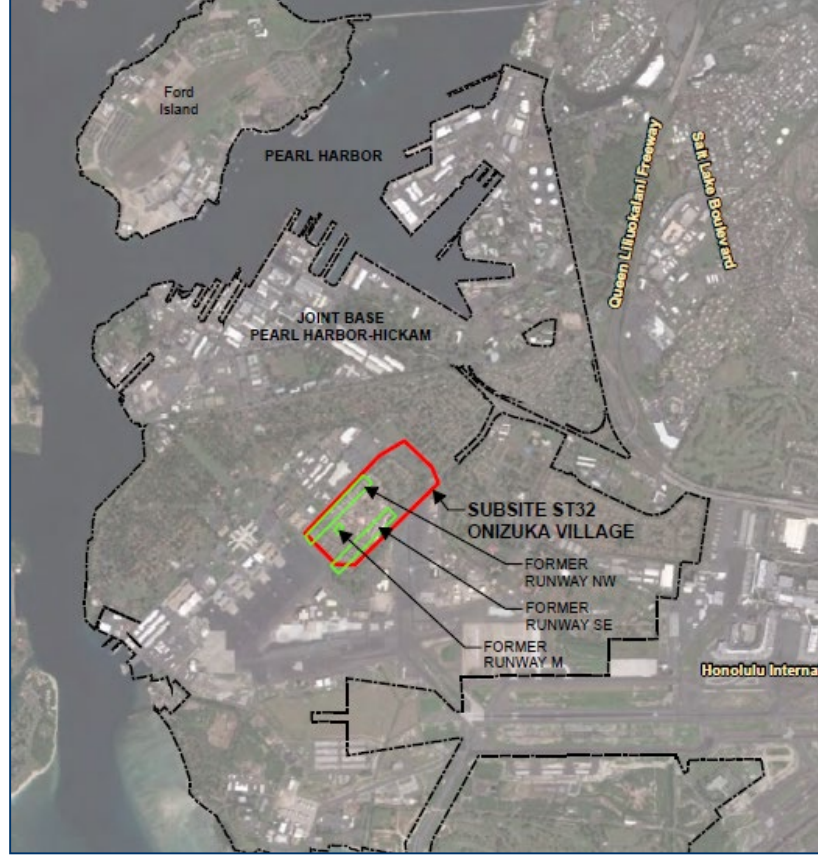 Ford
Island
PEARL HARBOR
Queen Liliuokalani Freeway
Salt Lake Boulevard
JOINT BASE
PEARL HARBOR-HICKAM
SUBSITE ST32
ONIZUKA VILLAGE
FORMER
RUNWAY NW
FORMER
RUNWAY SE
FORMER
RUNWAY M
Honolulu Interna